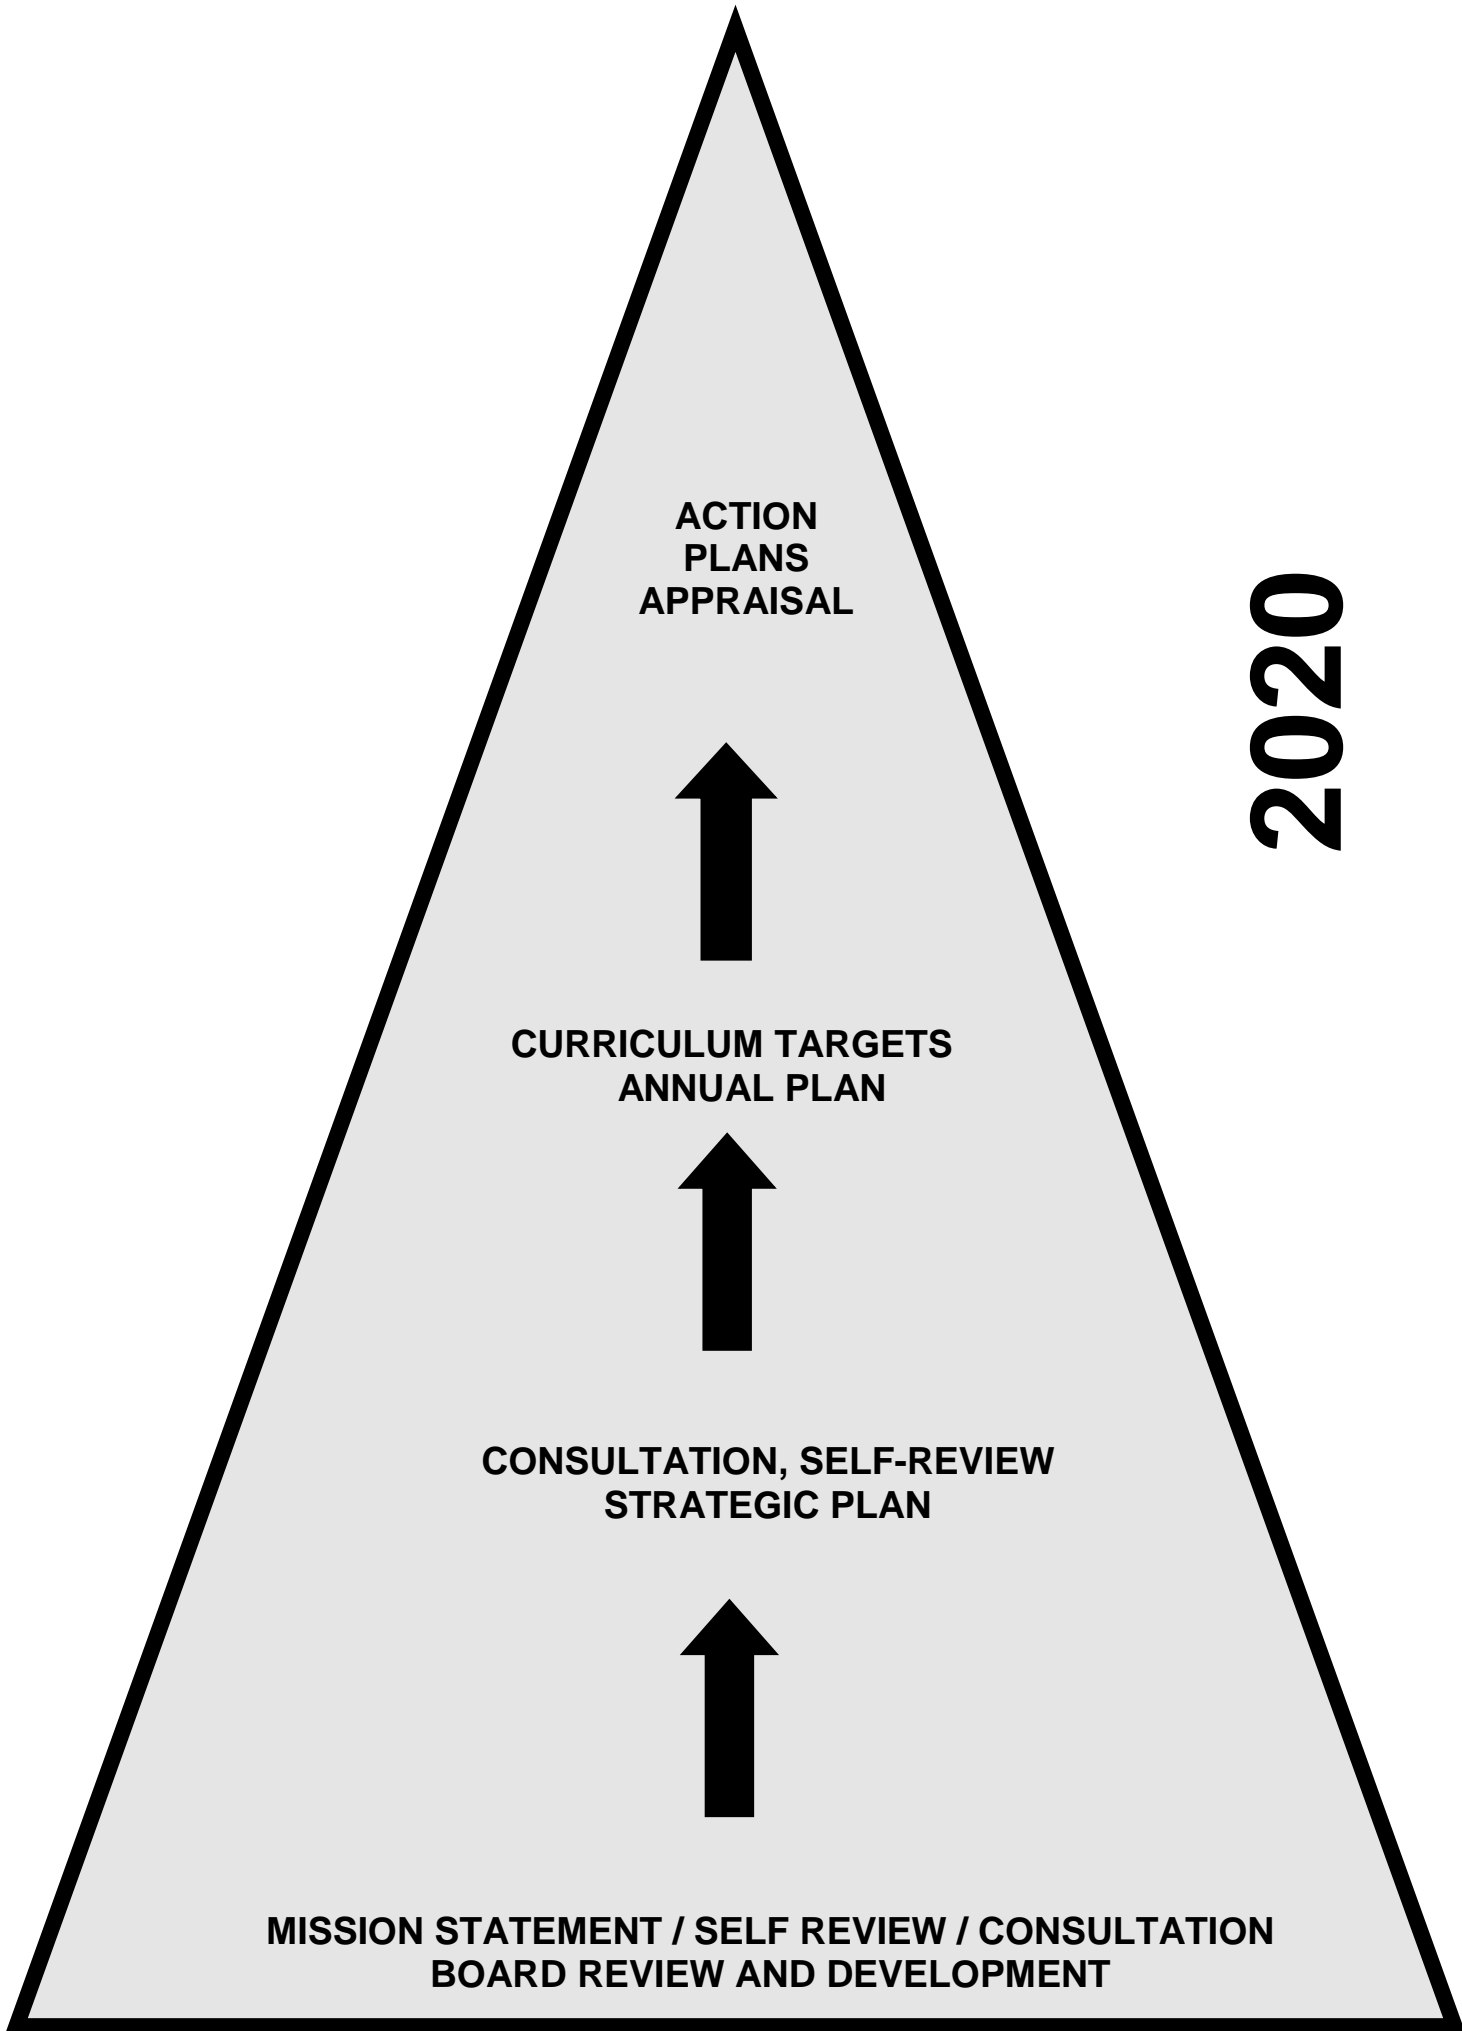 ACTION
PLANS
APPRAISAL
2020
CURRICULUM TARGETS
ANNUAL PLAN
CONSULTATION, SELF-REVIEW
STRATEGIC PLAN
MISSION STATEMENT / SELF REVIEW / CONSULTATION
BOARD REVIEW AND DEVELOPMENT